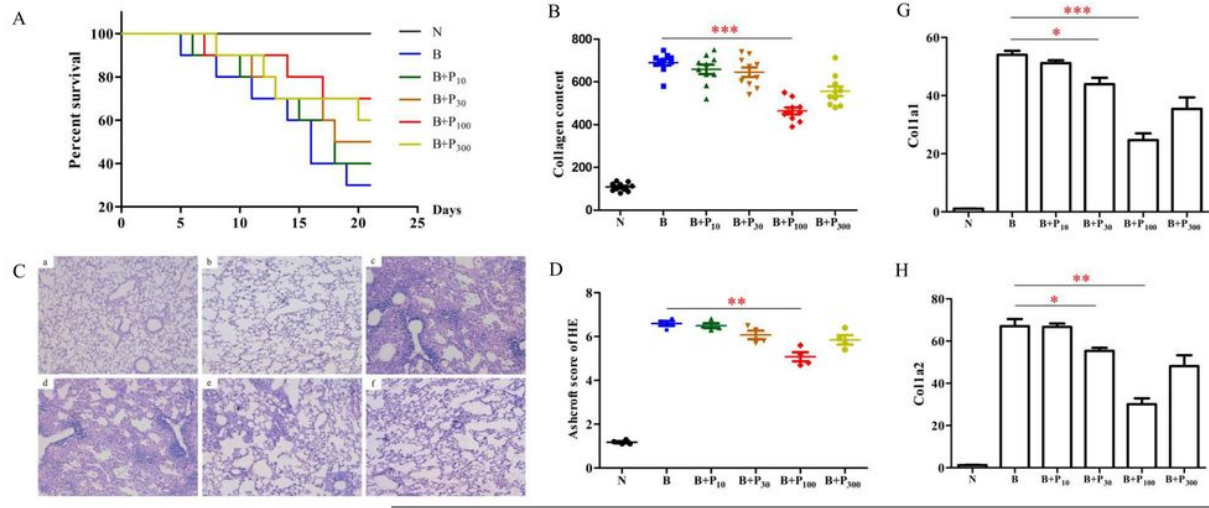 A
Percent survival
100
80
60
40
20
0
5
10
15
20
25
Days
N
B
B+P10
B+P30
B+P100
B+P300
B
Collagen content
800
600
400
200
0
***
N
B
B+P10
B+P30
B+P100
B+P300
G
Col1a1
60
40
20
0
***
*
N
B
B+P10
B+P30
B+P100
B+P300
C
a
b
c
d
e
f
D
Ashcroft score of HE
8
6
4
2
0
**
N
B
B+P10
B+P30
B+P100
B+P300
H
Col1a2
80
60
40
20
0
**
*
N
B
B+P10
B+P30
B+P100
B+P300